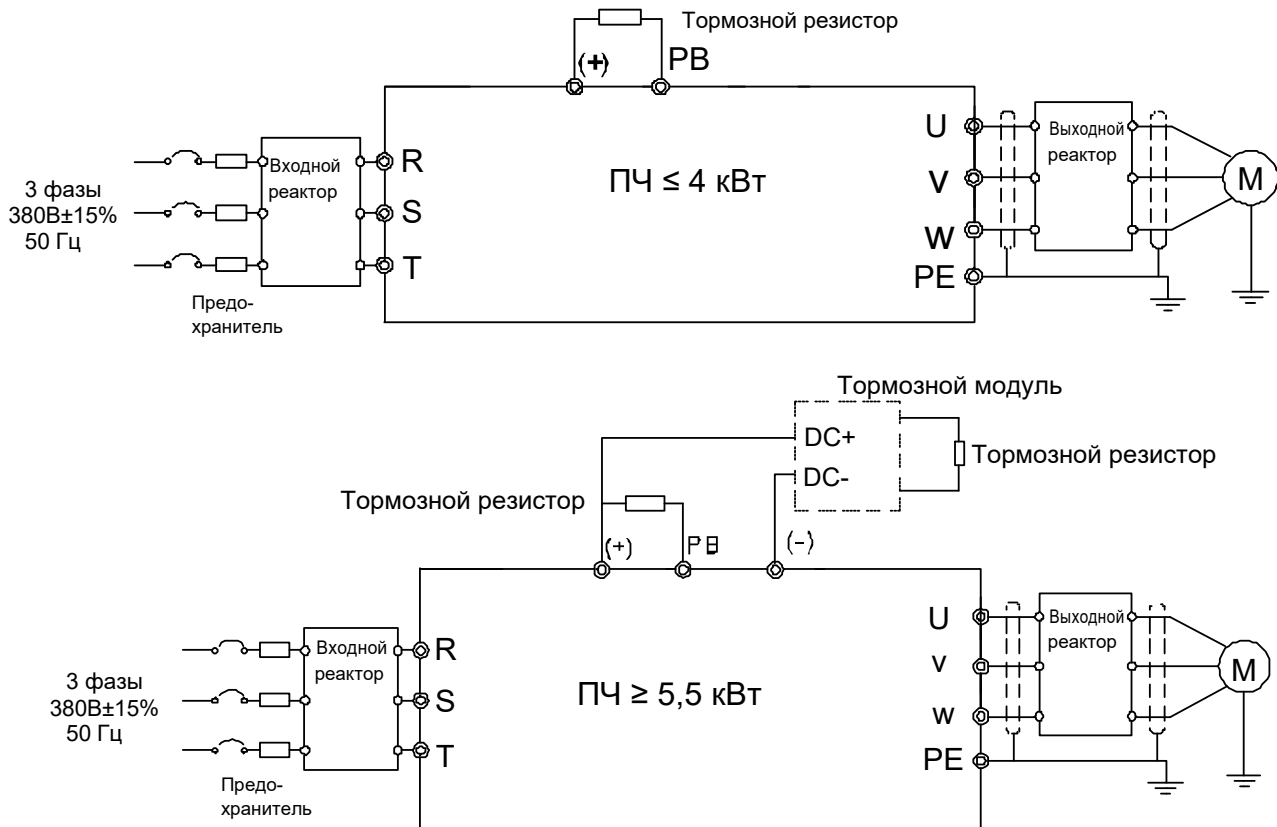 Тормозной резистор
(+)
PB
3 фазы
380В±15%
50 Гц
Входной
реактор
R
S
T
Предо-
хранитель
ПЧ ≤ 4 кВт
U
V
W
PE
Выходной
реактор
M
Тормозной модуль
DC+
DC-
Тормозной резистор
Тормозной резистор
(+)
PB
(-)
3 фазы
380В±15%
50 Гц
Входной
реактор
R
S
T
Предо-
хранитель
ПЧ ≥ 5,5 кВт
U
v
w
PE
Выходной
реактор
M